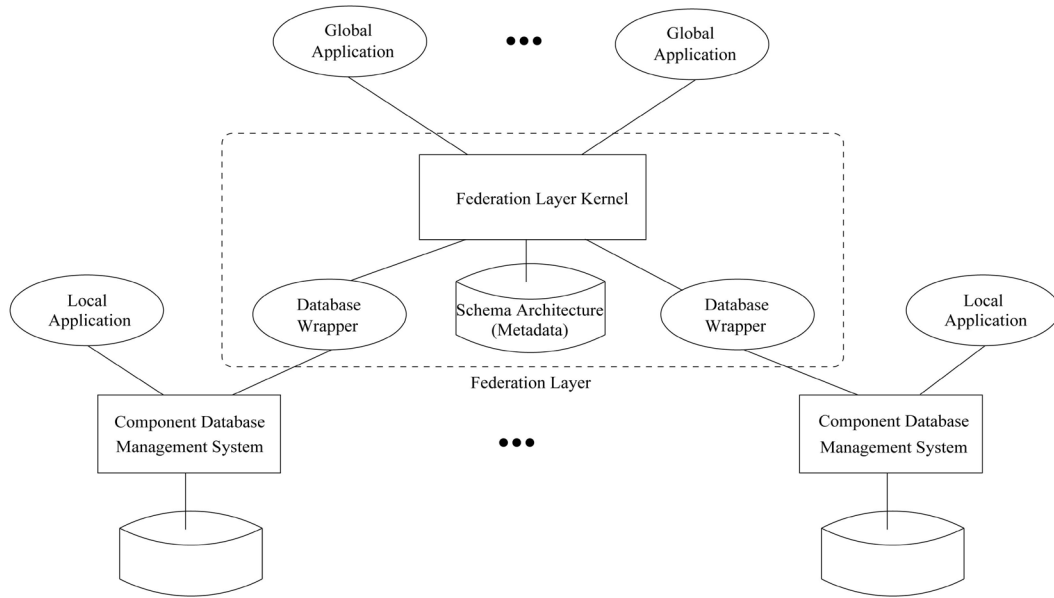 Global
Application
Global
Application
Federation Layer Kernel
Local
Application
Database
Wrapper
Schema Architecture
(Metadata)
Database
Wrapper
Local
Application
Federation Layer
Component Database
Management System
Component Database
Management System